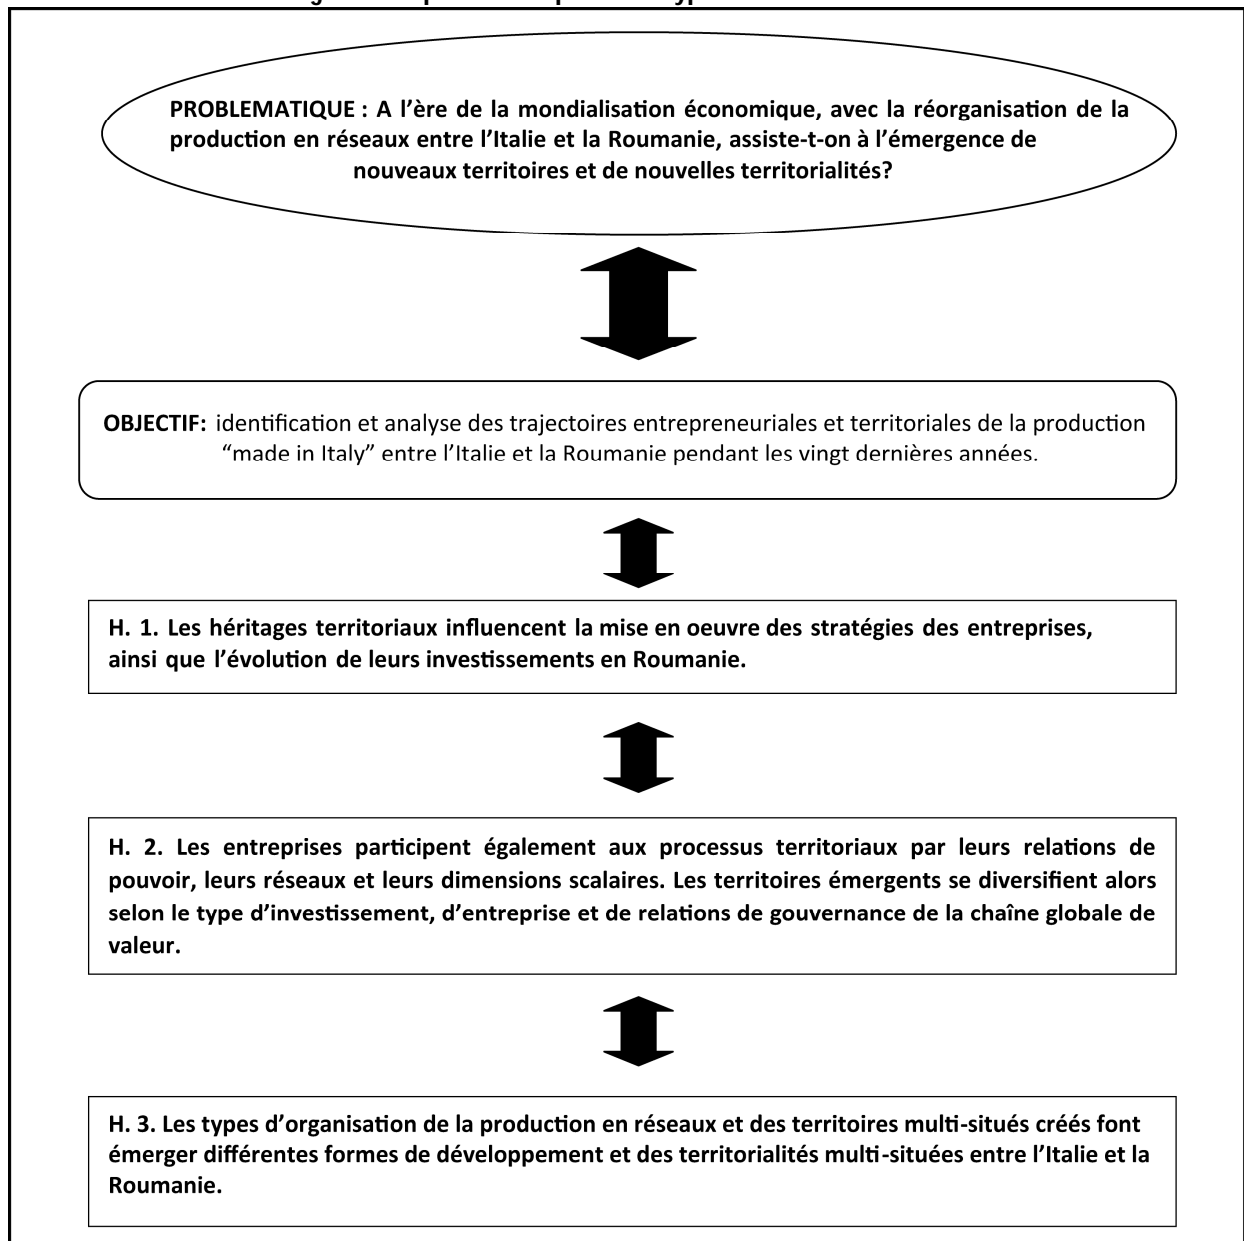 PROBLEMATIQUE : A l’ère de la mondialisation économique, avec la réorganisation de la
production en réseaux entre l’Italie et la Roumanie, assiste-t-on à l’émergence de
nouveaux territoires et de nouvelles territorialités?
OBJECTIF: identification et analyse des trajectoires entrepreneuriales et territoriales de la production
“made in Italy” entre l’Italie et la Roumanie pendant les vingt dernières années.
H. 1. Les héritages territoriaux influencent la mise en oeuvre des stratégies des entreprises,
ainsi que l’évolution de leurs investissements en Roumanie.
H. 2. Les entreprises participent également aux processus territoriaux par leurs relations de
pouvoir, leurs réseaux et leurs dimensions scalaires. Les territoires émergents se diversifient alors
selon le type d’investissement, d’entreprise et de relations de gouvernance de la chaîne globale de
valeur.
H. 3. Les types d’organisation de la production en réseaux et des territoires multi-situés créés font
émerger différentes formes de développement et des territorialités multi-situées entre l’Italie et la
Roumanie.